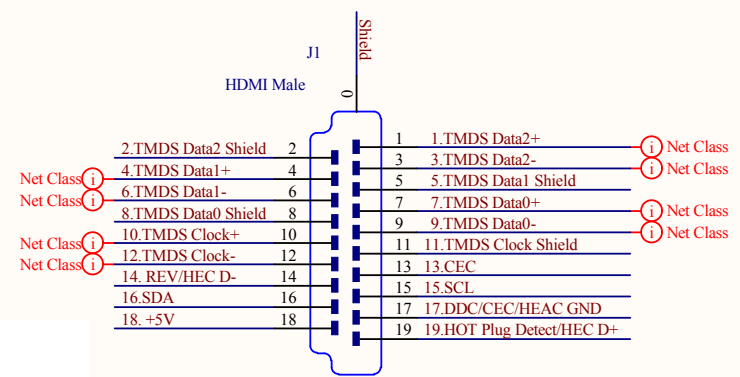 Shield
J1
HDMI Male
0
1 1.TMDS Data2+ Net Class
2.TMDS Data2 Shield 2
3 3.TMDS Data2- Net Class
Net Class 4.TMDS Data1+ 4
5 5.TMDS Data1 Shield
Net Class 6.TMDS Data1- 6
7 7.TMDS Data0+ Net Class
8.TMDS Data0 Shield 8
9 9.TMDS Data0- Net Class
Net Class 10.TMDS Clock+ 10
11 11.TMDS Clock Shield
Net Class 12.TMDS Clock- 12
13 13.CEC
14. REV/HEC D- 14
15 15.SCL
16.SDA 16
17 17.DDC/CEC/HEAC GND
18. +5V 18
19 19.HOT Plug Detect/HEC D+